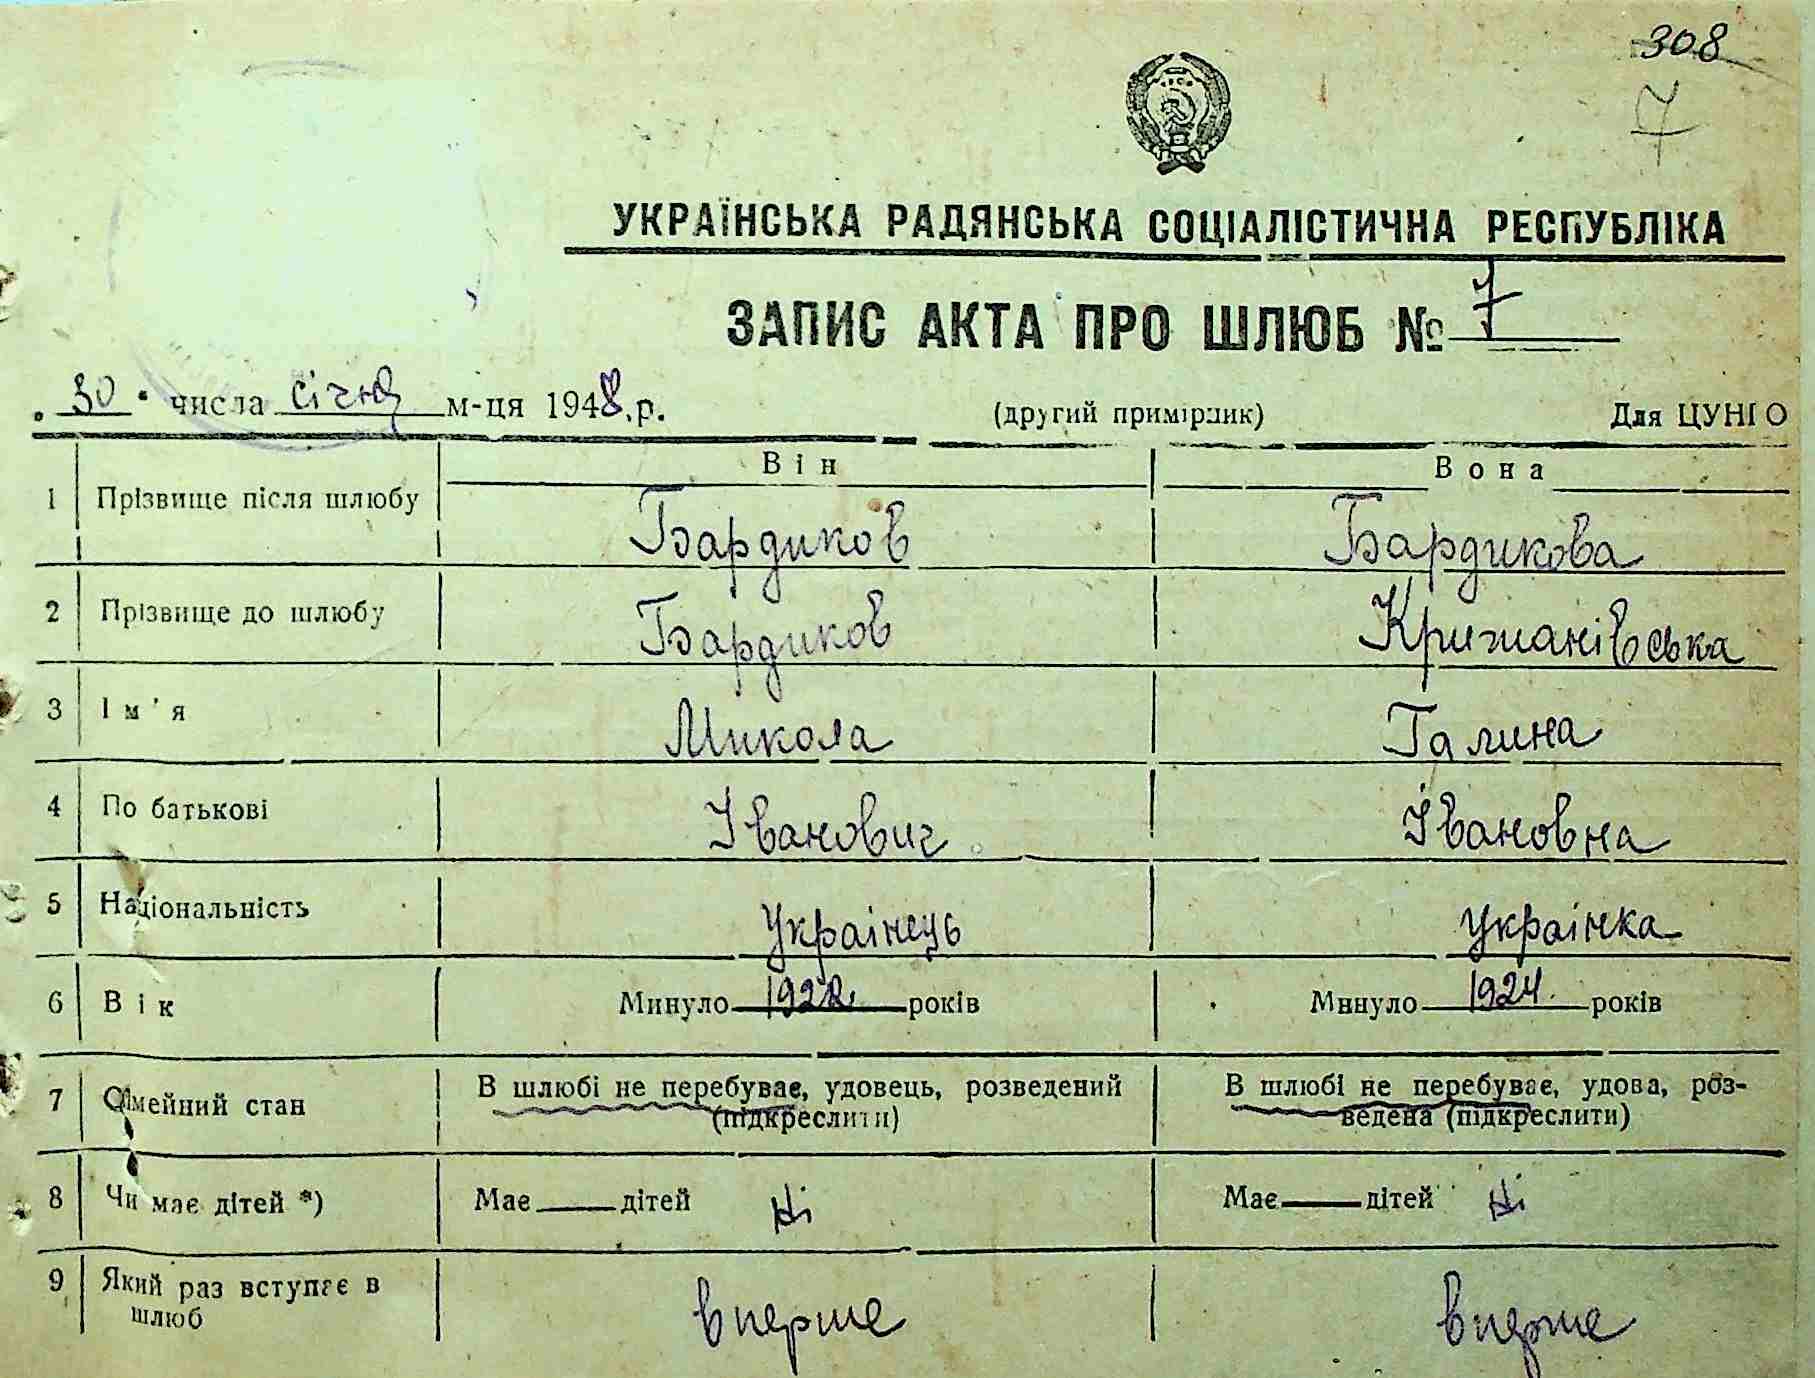 308
7
УКРАЇНСЬКА РАДЯНСЬКА СОЦІАЛІСТИЧНА РЕСПУБЛІКА
ЗАПИС АКТА ПРО ШЛЮБ № 7
„30“ числа січня м-ця 1948.р. (другий примірник) Для ЦУНГО
Він Вона
1 Прізвище після шлюбу Бардиков Бардикова
2 Прізвище до шлюбу Бардиков Крижанівська
3 Ім'я Микола Галина
4 По батькові Іванович Івановна
5 Національність Українець Українка
6 Вік Минуло 1922 років Минуло 1924 років
7 Сімейний стан В шлюбі не перебуває, удовець, розведений В шлюбі не перебуває, удова, роз-
(підкреслити) ведена (підкреслити)
8 Чи має дітей *) Має дітей Ні Має дітей Ні
9 Який раз вступає в вперше вперше
шлюб